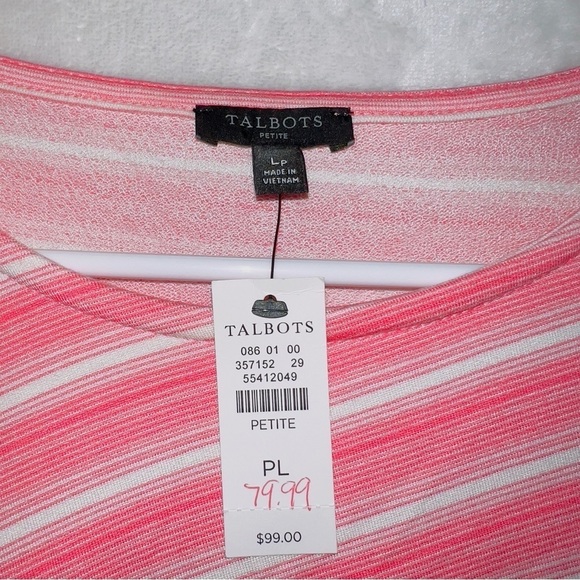 TALBOTS
PETITE
LP
MADE IN
VIETNAM
TALBOTS
086 01 00
357152 29
55412049
PETITE
PL
79.99
$99.00